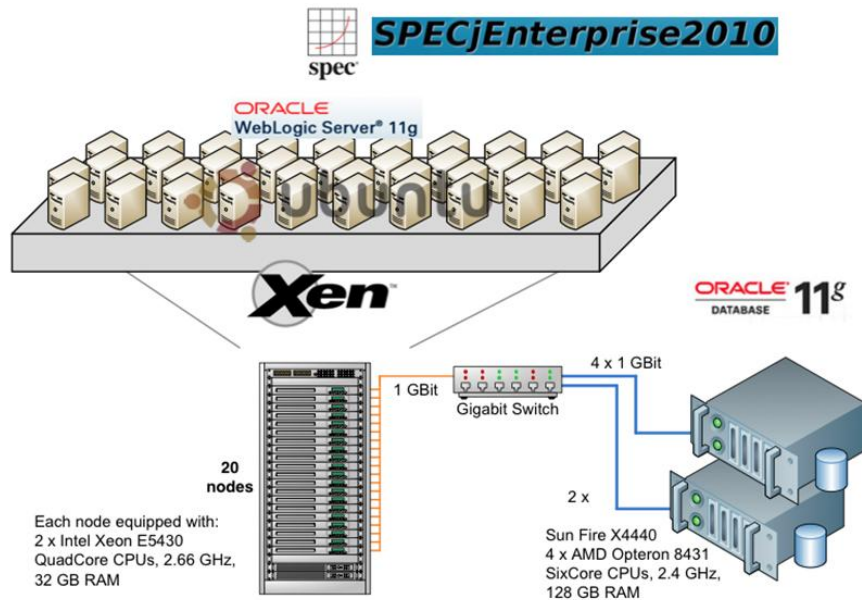 spec
SPECjEnterprise2010
ORACLE
WebLogic Server® 11g
ubuntu
Xen™
ORACLE®
DATABASE
11g
1 GBit
4 x 1 GBit
Gigabit Switch
20
nodes
2 x
Each node equipped with:
2 x Intel Xeon E5430
QuadCore CPUs, 2.66 GHz,
32 GB RAM
Sun Fire X4440
4 x AMD Opteron 8431
SixCore CPUs, 2.4 GHz,
128 GB RAM